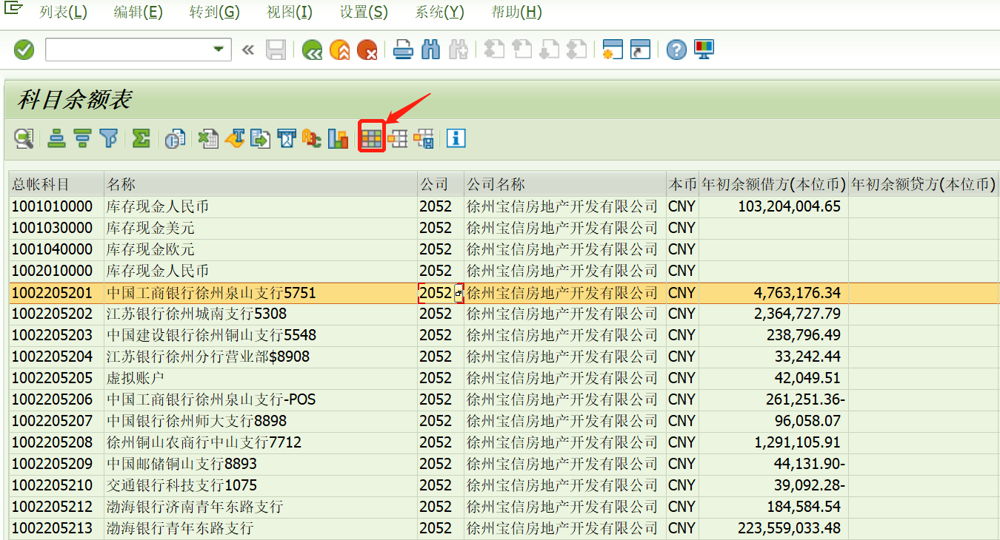 列表(L) 编辑(E) 转到(G) 视图(I) 设置(S) 系统(Y) 帮助(H)
科目余额表
总帐科目 名称 公司 公司名称 本币 年初余额借方(本位币) 年初余额贷方(本位币)
1001010000 库存现金人民币 2052 徐州宝信房地产开发有限公司 CNY 103,204,004.65
1001030000 库存现金美元 2052 徐州宝信房地产开发有限公司 CNY
1001040000 库存现金欧元 2052 徐州宝信房地产开发有限公司 CNY
1002010000 库存现金人民币 2052 徐州宝信房地产开发有限公司 CNY
1002205201 中国工商银行徐州泉山支行5751 2052 徐州宝信房地产开发有限公司 CNY 4,763,176.34
1002205202 江苏银行徐州城南支行5308 2052 徐州宝信房地产开发有限公司 CNY 2,364,727.79
1002205203 中国建设银行徐州铜山支行5548 2052 徐州宝信房地产开发有限公司 CNY 238,796.49
1002205204 江苏银行徐州分行营业部$8908 2052 徐州宝信房地产开发有限公司 CNY 33,242.44
1002205205 虚拟账户 2052 徐州宝信房地产开发有限公司 CNY 42,049.51
1002205206 中国工商银行徐州泉山支行-POS 2052 徐州宝信房地产开发有限公司 CNY 261,251.36-
1002205207 中国银行徐州师大支行8898 2052 徐州宝信房地产开发有限公司 CNY 96,058.07
1002205208 徐州铜山农商行中山支行7712 2052 徐州宝信房地产开发有限公司 CNY 1,291,105.91
1002205209 中国邮储铜山支行8893 2052 徐州宝信房地产开发有限公司 CNY 44,131.90-
1002205210 交通银行科技支行1075 2052 徐州宝信房地产开发有限公司 CNY 39,092.28-
1002205212 渤海银行济南青年东路支行 2052 徐州宝信房地产开发有限公司 CNY 184,584.54
1002205213 渤海银行青年东路支行 2052 徐州宝信房地产开发有限公司 CNY 223,559,033.48